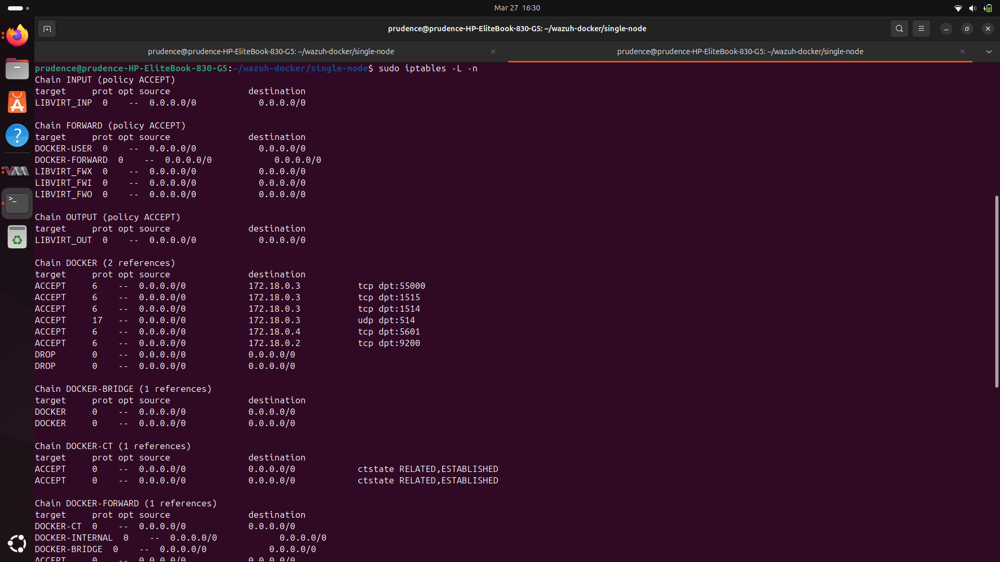 Mar 27 16:30
prudence@prudence-HP-EliteBook-830-G5: ~/wazuh-docker/single-node
prudence@prudence-HP-EliteBook-830-G5: ~/wazuh-docker/single-node
prudence@prudence-HP-EliteBook-830-G5: ~/wazuh-docker/single-node
prudence@prudence-HP-EliteBook-830-G5:~/wazuh-docker/single-node$ sudo iptables -L -n
Chain INPUT (policy ACCEPT)
target     prot opt source               destination
LIBVIRT_INP  0    --  0.0.0.0/0            0.0.0.0/0

Chain FORWARD (policy ACCEPT)
target     prot opt source               destination
DOCKER-USER  0    --  0.0.0.0/0            0.0.0.0/0
DOCKER-FORWARD  0    --  0.0.0.0/0            0.0.0.0/0
LIBVIRT_FWX  0    --  0.0.0.0/0            0.0.0.0/0
LIBVIRT_FWI  0    --  0.0.0.0/0            0.0.0.0/0
LIBVIRT_FWO  0    --  0.0.0.0/0            0.0.0.0/0

Chain OUTPUT (policy ACCEPT)
target     prot opt source               destination
LIBVIRT_OUT  0    --  0.0.0.0/0            0.0.0.0/0

Chain DOCKER (2 references)
target     prot opt source               destination
ACCEPT     6    --  0.0.0.0/0            172.18.0.3           tcp dpt:55000
ACCEPT     6    --  0.0.0.0/0            172.18.0.3           tcp dpt:1515
ACCEPT     6    --  0.0.0.0/0            172.18.0.3           tcp dpt:1514
ACCEPT     17   --  0.0.0.0/0            172.18.0.3           udp dpt:514
ACCEPT     6    --  0.0.0.0/0            172.18.0.4           tcp dpt:5601
ACCEPT     6    --  0.0.0.0/0            172.18.0.2           tcp dpt:9200
DROP       0    --  0.0.0.0/0            0.0.0.0/0
DROP       0    --  0.0.0.0/0            0.0.0.0/0

Chain DOCKER-BRIDGE (1 references)
target     prot opt source               destination
DOCKER     0    --  0.0.0.0/0            0.0.0.0/0
DOCKER     0    --  0.0.0.0/0            0.0.0.0/0

Chain DOCKER-CT (1 references)
target     prot opt source               destination
ACCEPT     0    --  0.0.0.0/0            0.0.0.0/0            ctstate RELATED,ESTABLISHED
ACCEPT     0    --  0.0.0.0/0            0.0.0.0/0            ctstate RELATED,ESTABLISHED

Chain DOCKER-FORWARD (1 references)
target     prot opt source               destination
DOCKER-CT  0    --  0.0.0.0/0            0.0.0.0/0
DOCKER-INTERNAL  0    --  0.0.0.0/0            0.0.0.0/0
DOCKER-BRIDGE  0    --  0.0.0.0/0            0.0.0.0/0
ACCEPT     0    --  0.0.0.0/0            0.0.0.0/0